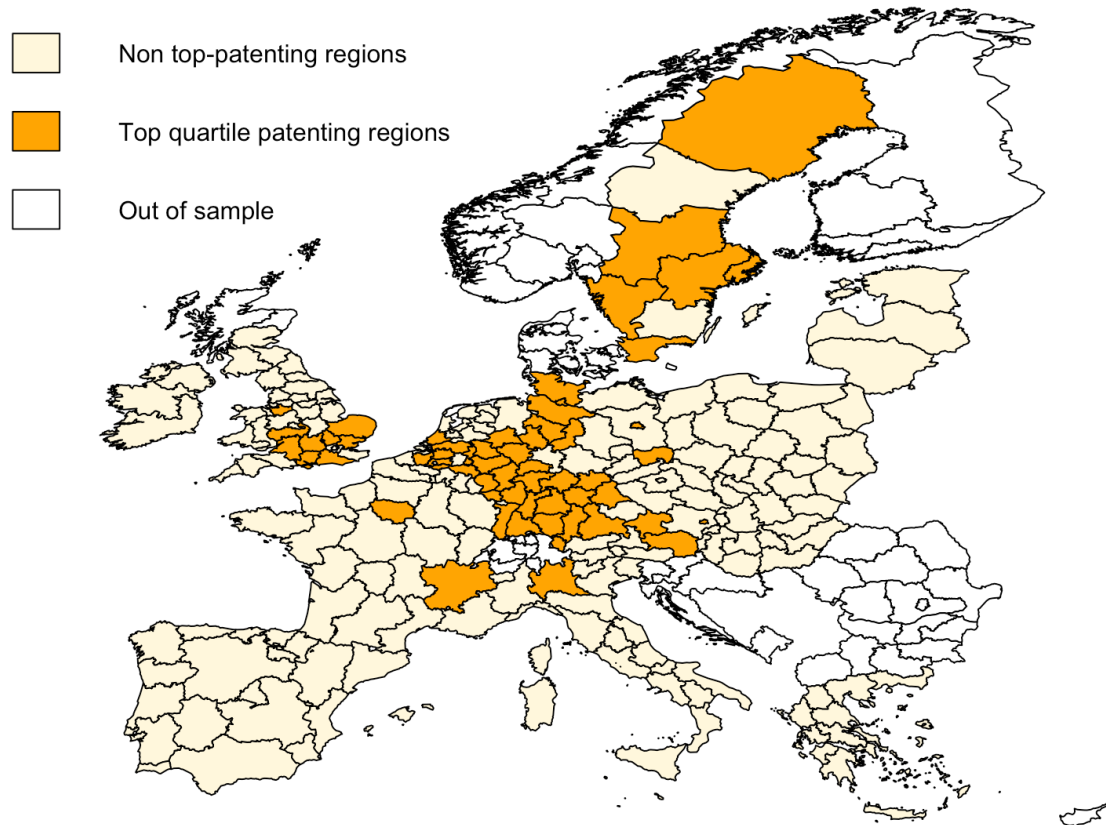 Non top-patenting regions
Top quartile patenting regions
Out of sample